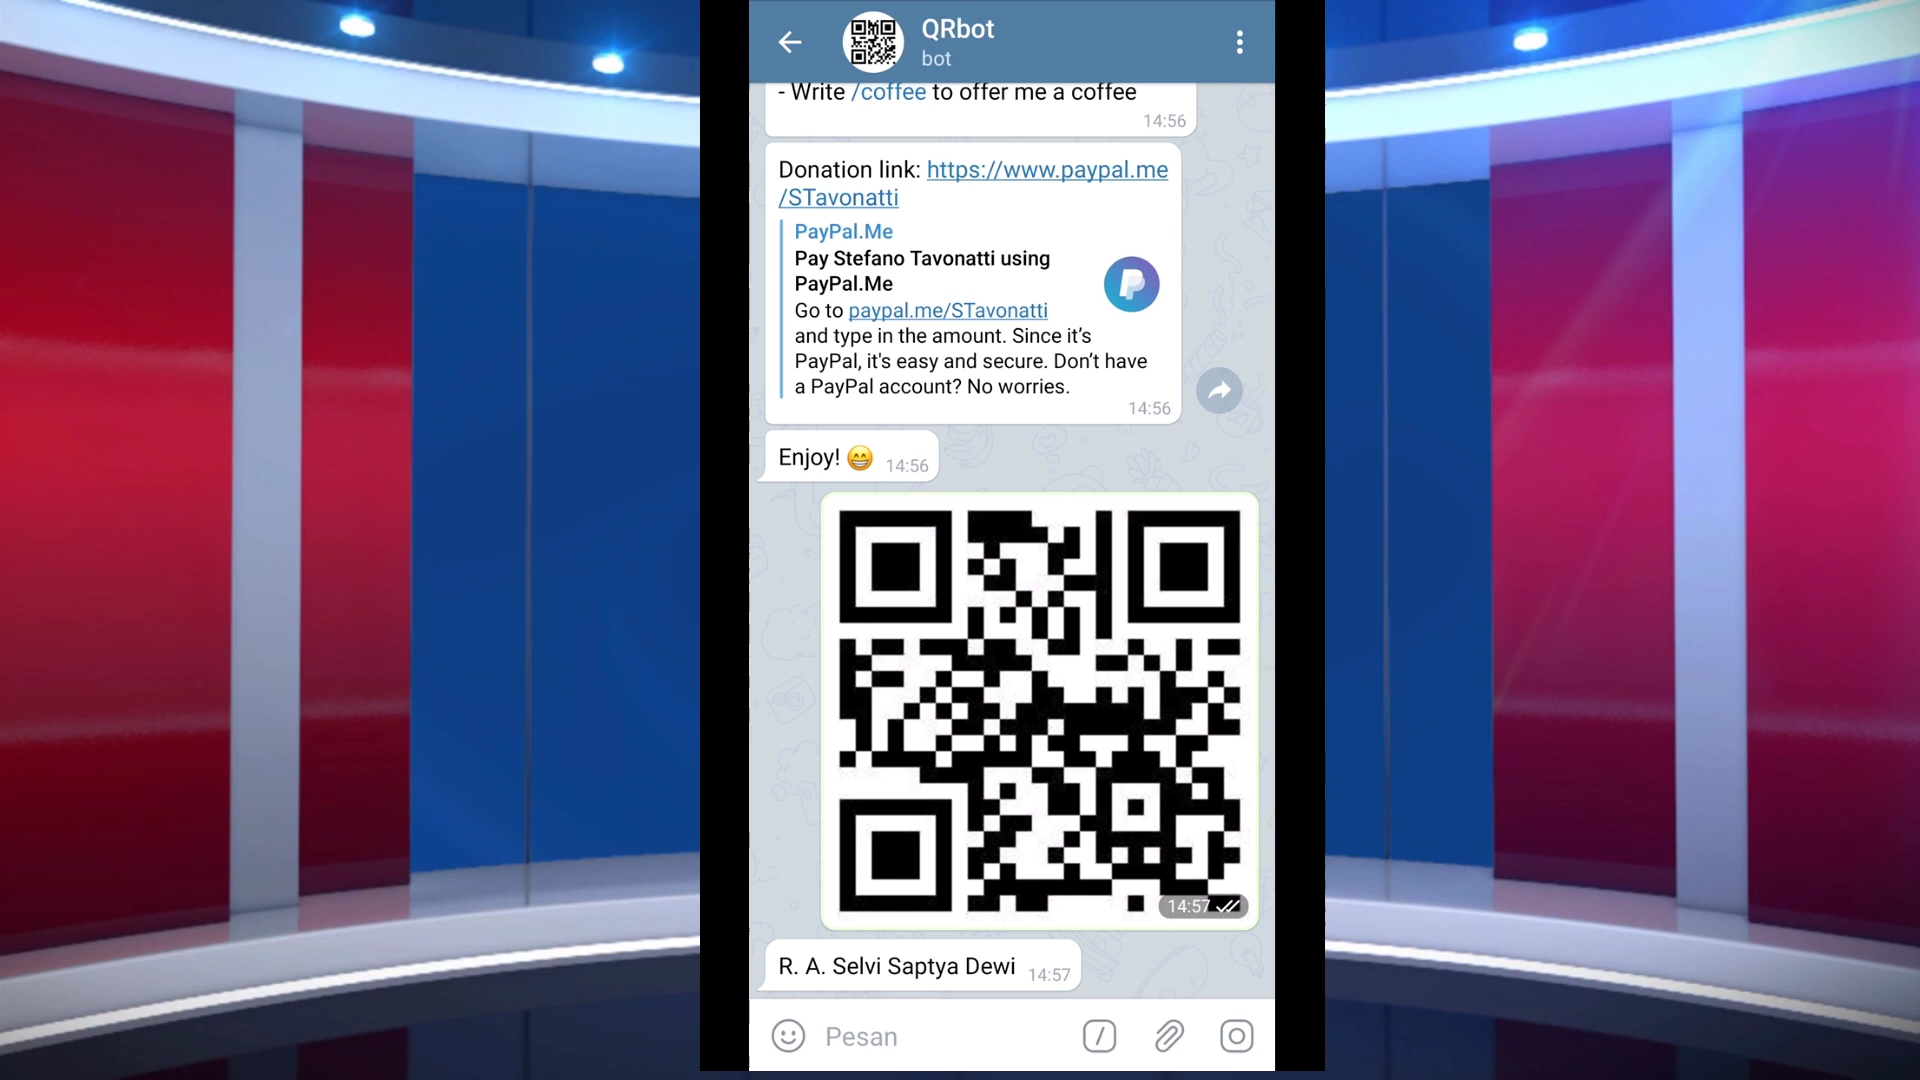 QRbot
bot
- Write /coffee to offer me a coffee
14:56
Donation link: https://www.paypal.me
/STavonatti
PayPal.Me
Pay Stefano Tavonatti using
PayPal.Me
Go to paypal.me/STavonatti
and type in the amount. Since it’s
PayPal, it's easy and secure. Don’t have
a PayPal account? No worries.
14:56
Enjoy! 😁 14:56
14:57
R. A. Selvi Saptya Dewi 14:57
Pesan